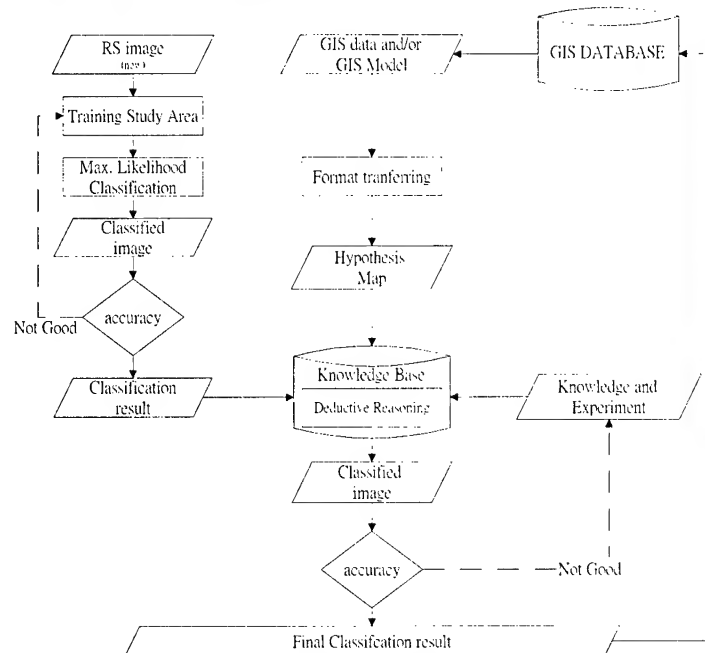 RS image
(new)
Training Study Area
Max. Likelihood
Classification
Classified
image
accuracy
Not Good
Classification
result
GIS data and/or
GIS Model
GIS DATABASE
Format tranferring
Hypothesis
Map
Knowledge Base
Deductive Reasoning
Knowledge and
Experiment
Classified
image
accuracy
Not Good
Final Classifcation result